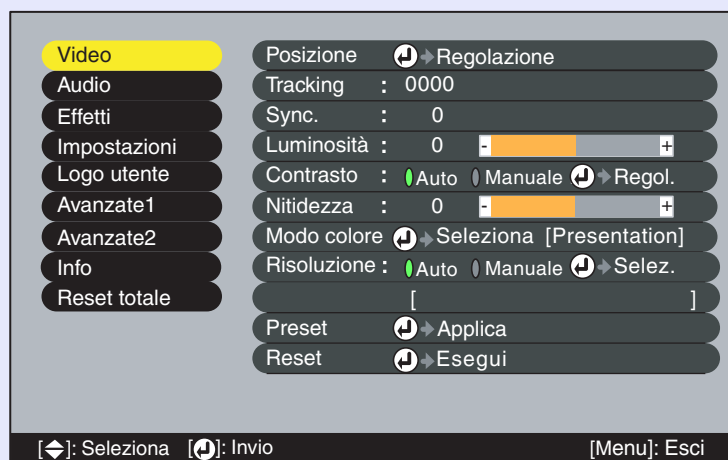 Video
Audio
Effetti
Impostazioni
Logo utente
Avanzate1
Avanzate2
Info
Reset totale
Posizione Regolazione
Tracking : 0000
Sync. : 0
Luminosità : 0 - +
Contrasto : Auto Manuale Regol.
Nitidezza : 0 - +
Modo colore Seleziona [Presentation]
Risoluzione : Auto Manuale Selez.
[ ]
Preset Applica
Reset Esegui
[ ]: Seleziona [ ]: Invio [Menu]: Esci